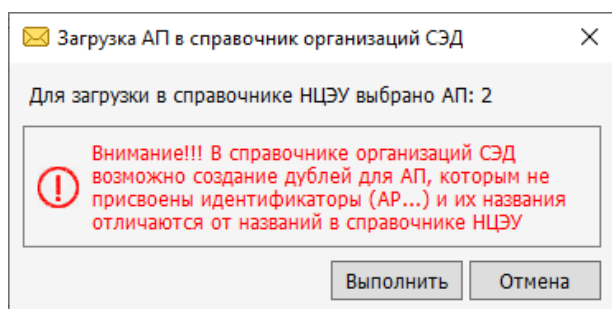 Загрузка АП в справочник организаций СЭД
Для загрузки в справочнике НЦЭУ выбрано АП: 2
Внимание!!! В справочнике организаций СЭД
возможно создание дублей для АП, которым не
присвоены идентификаторы (АР...) и их названия
отличаются от названий в справочнике НЦЭУ
Выполнить Отмена